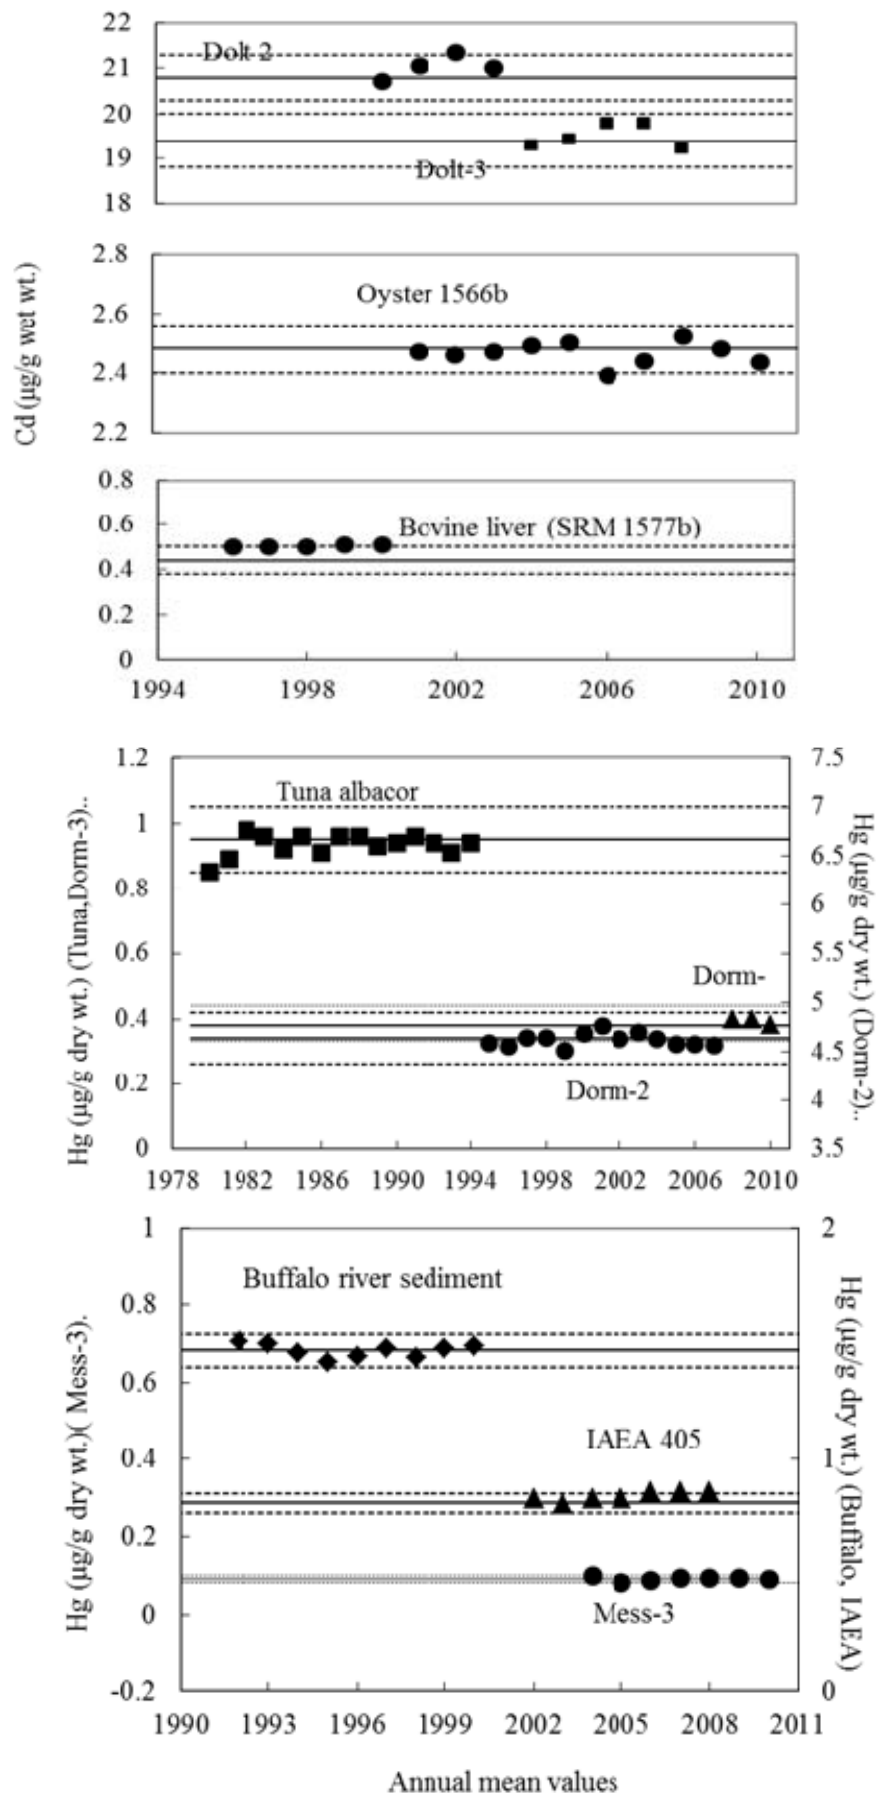 22
Dolt-2
21
20
19
Dolt-3
18
Cd (µg/g wet wt.)
2.8
Oyster 1566b
2.6
2.4
2.2
0.8
Bovine liver (SRM 1577b)
0.6
0.4
0.2
0
1994 1998 2002 2006 2010
Hg (µg/g dry wt.) (Tuna,Dorm-3)..
1.2
1
0.8
0.6
0.4
0.2
0
Tuna albacor
Dorm-
Dorm-2
7.5
7
6.5
6
5.5
5
4.5
4
3.5
Hg (µg/g dry wt.) (Dorm-2)..
1978 1982 1986 1990 1994 1998 2002 2006 2010
Hg (µg/g dry wt.)( Mess-3).
1
0.8
0.6
0.4
0.2
0
-0.2
Buffalo river sediment
IAEA 405
Mess-3
2
1
0
Hg (µg/g dry wt.) (Buffalo, IAEA)
1990 1993 1996 1999 2002 2005 2008 2011
Annual mean values